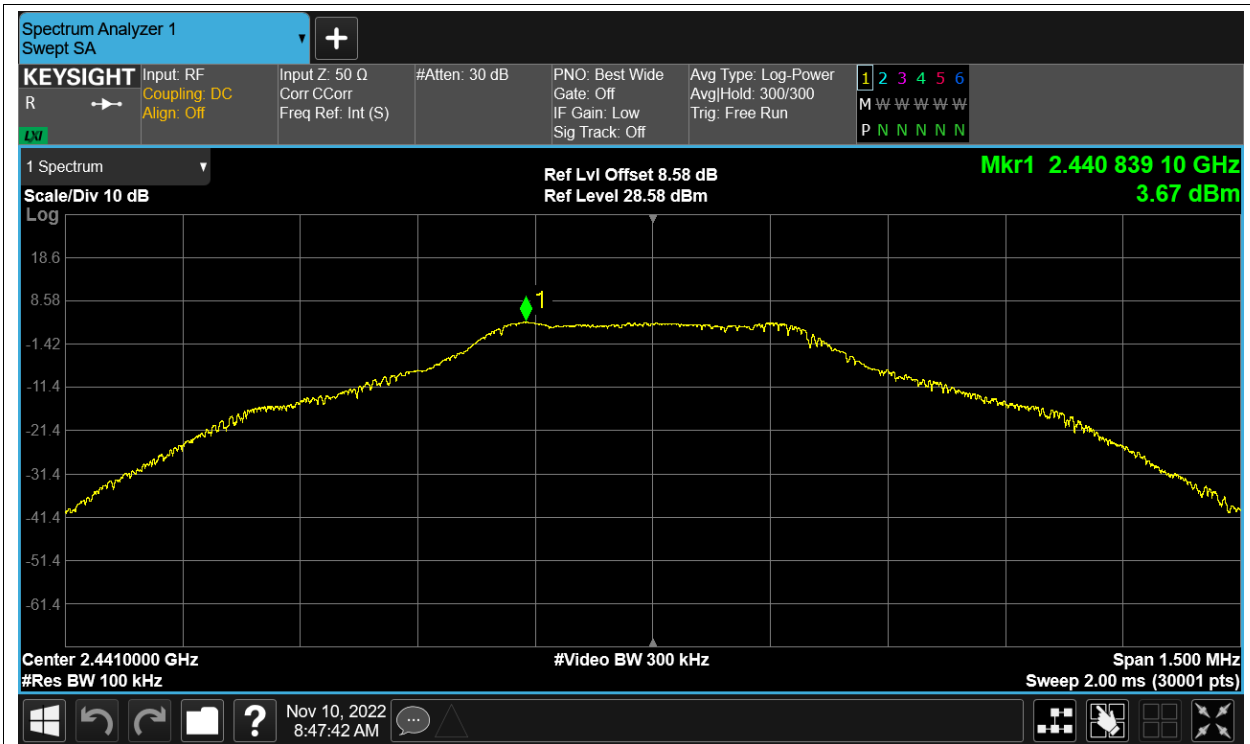 Spectrum Analyzer 1
Swept SA
KEYSIGHT
R
LXI
Input: RF
Coupling: DC
Align: Off
Input Z: 50 Ω
Corr CCorr
Freq Ref: Int (S)
#Atten: 30 dB
PNO: Best Wide
Gate: Off
IF Gain: Low
Sig Track: Off
Avg Type: Log-Power
Avg|Hold: 300/300
Trig: Free Run
1 2 3 4 5 6
M W W W W W
P N N N N N
1 Spectrum
Scale/Div 10 dB
Log
Ref Lvl Offset 8.58 dB
Ref Level 28.58 dBm
Mkr1 2.440 839 10 GHz
3.67 dBm
18.6
8.58
1
-1.42
-11.4
-21.4
-31.4
-41.4
-51.4
-61.4
Center 2.4410000 GHz
#Video BW 300 kHz
Span 1.500 MHz
#Res BW 100 kHz
Sweep 2.00 ms (30001 pts)
?
Nov 10, 2022
8:47:42 AM